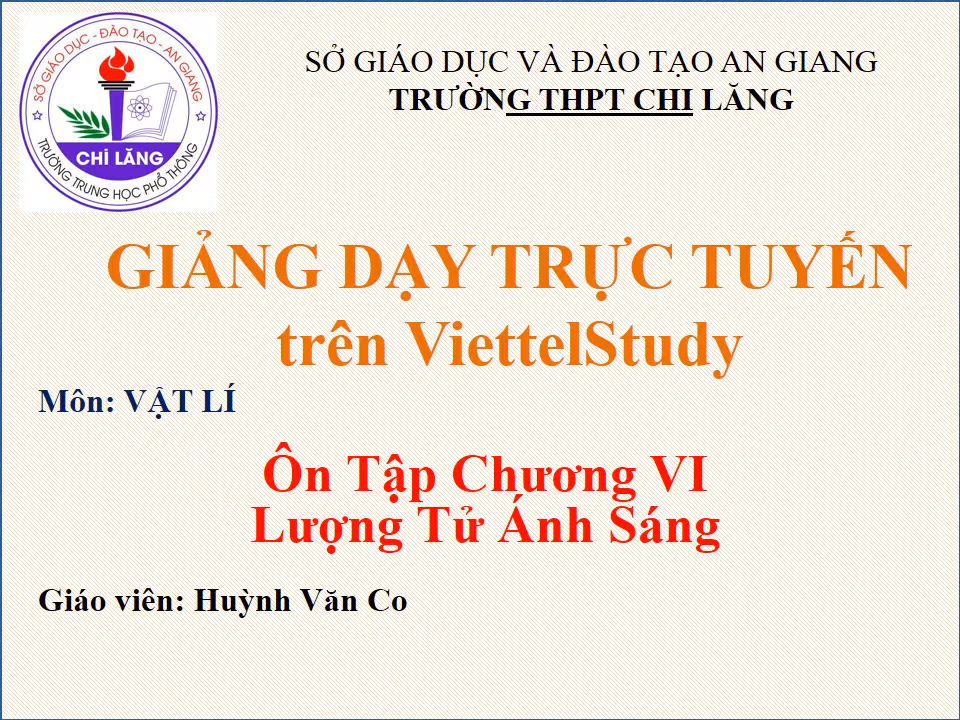 SỞ GIÁO DỤC - ĐÀO TẠO - AN GIANG
CHI LĂNG
TRƯỜNG TRUNG HỌC PHỔ THÔNG
SỞ GIÁO DỤC VÀ ĐÀO TẠO AN GIANG
TRƯỜNG THPT CHI LĂNG
GIẢNG DẠY TRỰC TUYẾN
trên ViettelStudy
Môn: VẬT LÍ
Ôn Tập Chương VI
Lượng Tử Ánh Sáng
Giáo viên: Huỳnh Văn Co